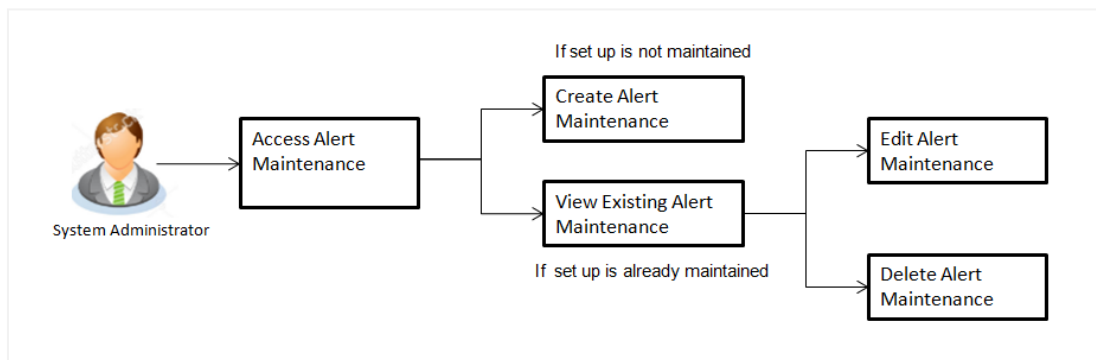 If set up is not maintained
Create Alert
Maintenance
Access Alert
Maintenance
Edit Alert
Maintenance
View Existing Alert
Maintenance
System Administrator
If set up is already maintained
Delete Alert
Maintenance